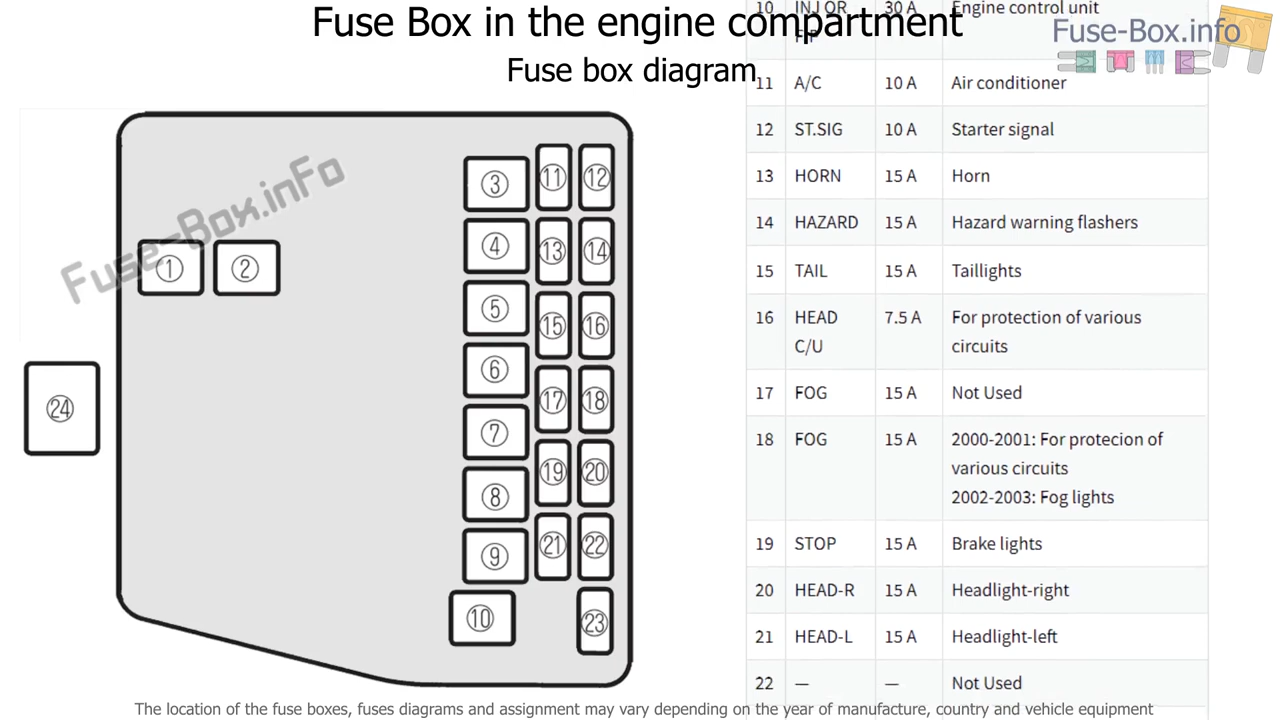 Fuse Box in the engine compartment
Fuse box diagram
Fuse-Box.info
Fuse-Box.inFo
①
②
③
④
⑤
⑥
⑦
⑧
⑨
⑩
⑪ ⑫
⑬ ⑭
⑮ ⑯
⑰ ⑱
⑲ ⑳
㉑ ㉒
㉓
㉔
10 INJ OR 30 A Engine control unit
F/P
11 A/C 10 A Air conditioner
12 ST.SIG 10 A Starter signal
13 HORN 15 A Horn
14 HAZARD 15 A Hazard warning flashers
15 TAIL 15 A Taillights
16 HEAD 7.5 A For protection of various
C/U circuits
17 FOG 15 A Not Used
18 FOG 15 A 2000-2001: For protecion of
various circuits
2002-2003: Fog lights
19 STOP 15 A Brake lights
20 HEAD-R 15 A Headlight-right
21 HEAD-L 15 A Headlight-left
22 — — Not Used
The location of the fuse boxes, fuses diagrams and assignment may vary depending on the year of manufacture, country and vehicle equipment